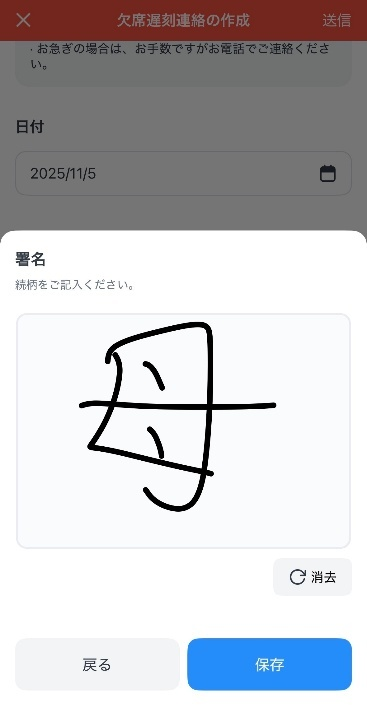 欠席遅刻連絡の作成
送信
· お急ぎの場合は、お手数ですがお電話でご連絡くださ
い。
日付
2025/11/5
署名
続柄をご記入ください。
母
消去
戻る
保存